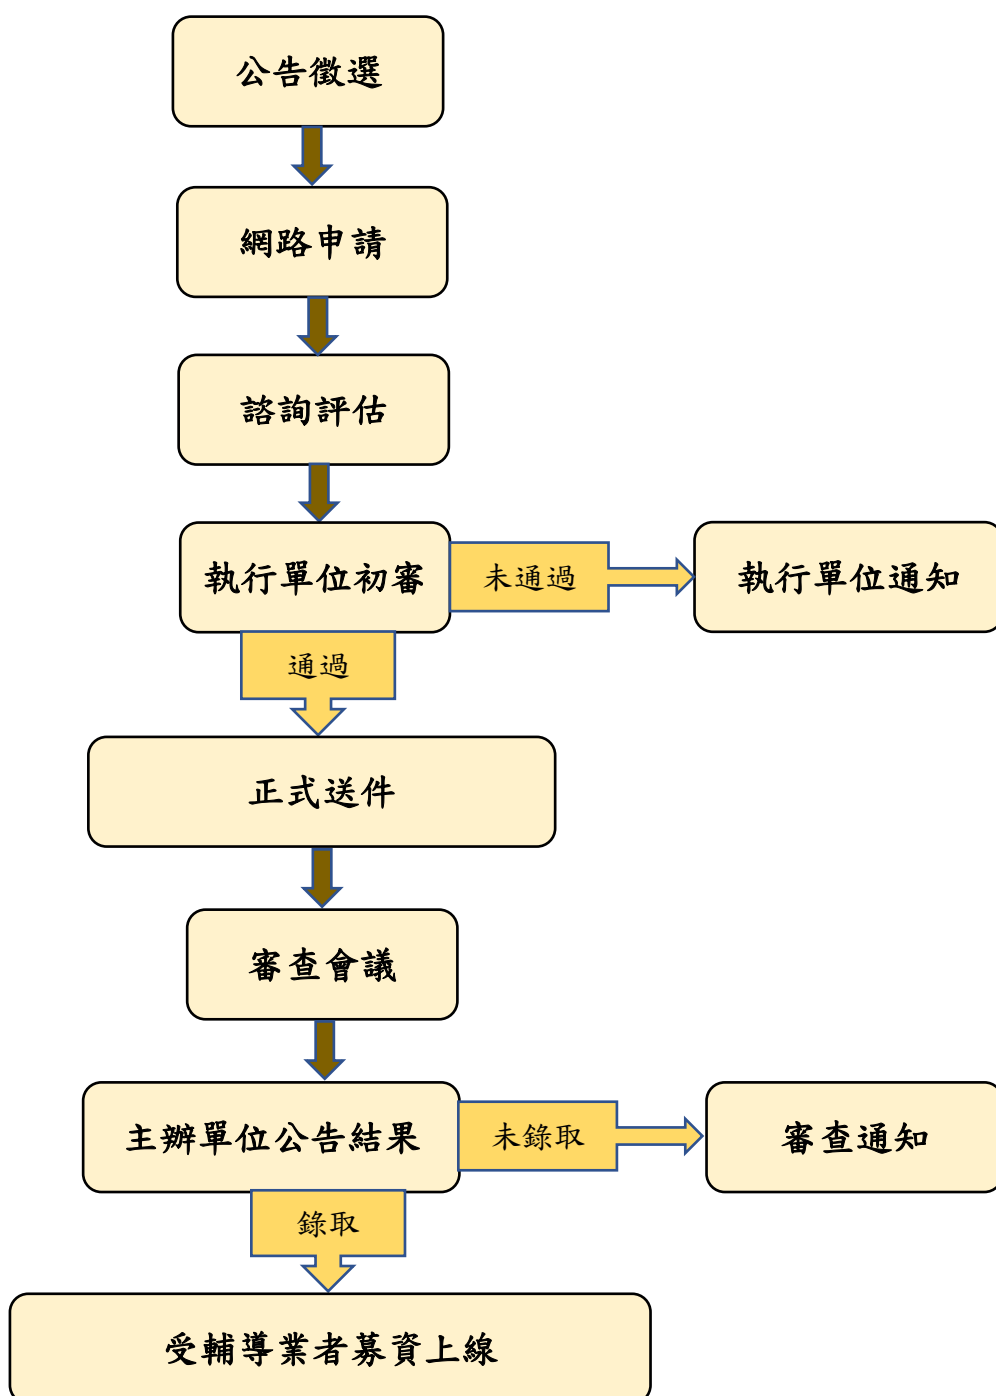 公告徵選
網路申請
諮詢評估
執行單位初審
未通過
執行單位通知
通過
正式送件
審查會議
主辦單位公告結果
未錄取
審查通知
錄取
受輔導業者募資上線